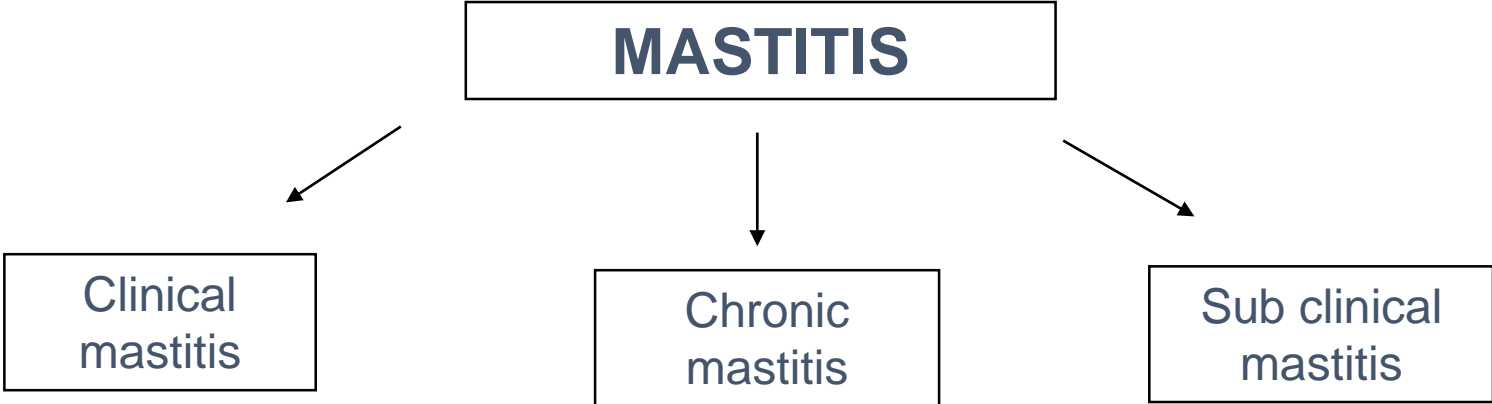 MASTITIS
Clinical
mastitis
Chronic
mastitis
Sub clinical
mastitis